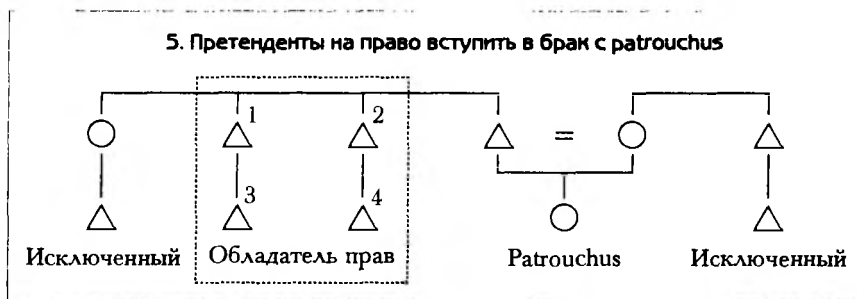 5. Претенденты на право вступить в брак с patrouchus
1 2
=
3 4
Исключенный Обладатель прав Patrouchus Исключенный